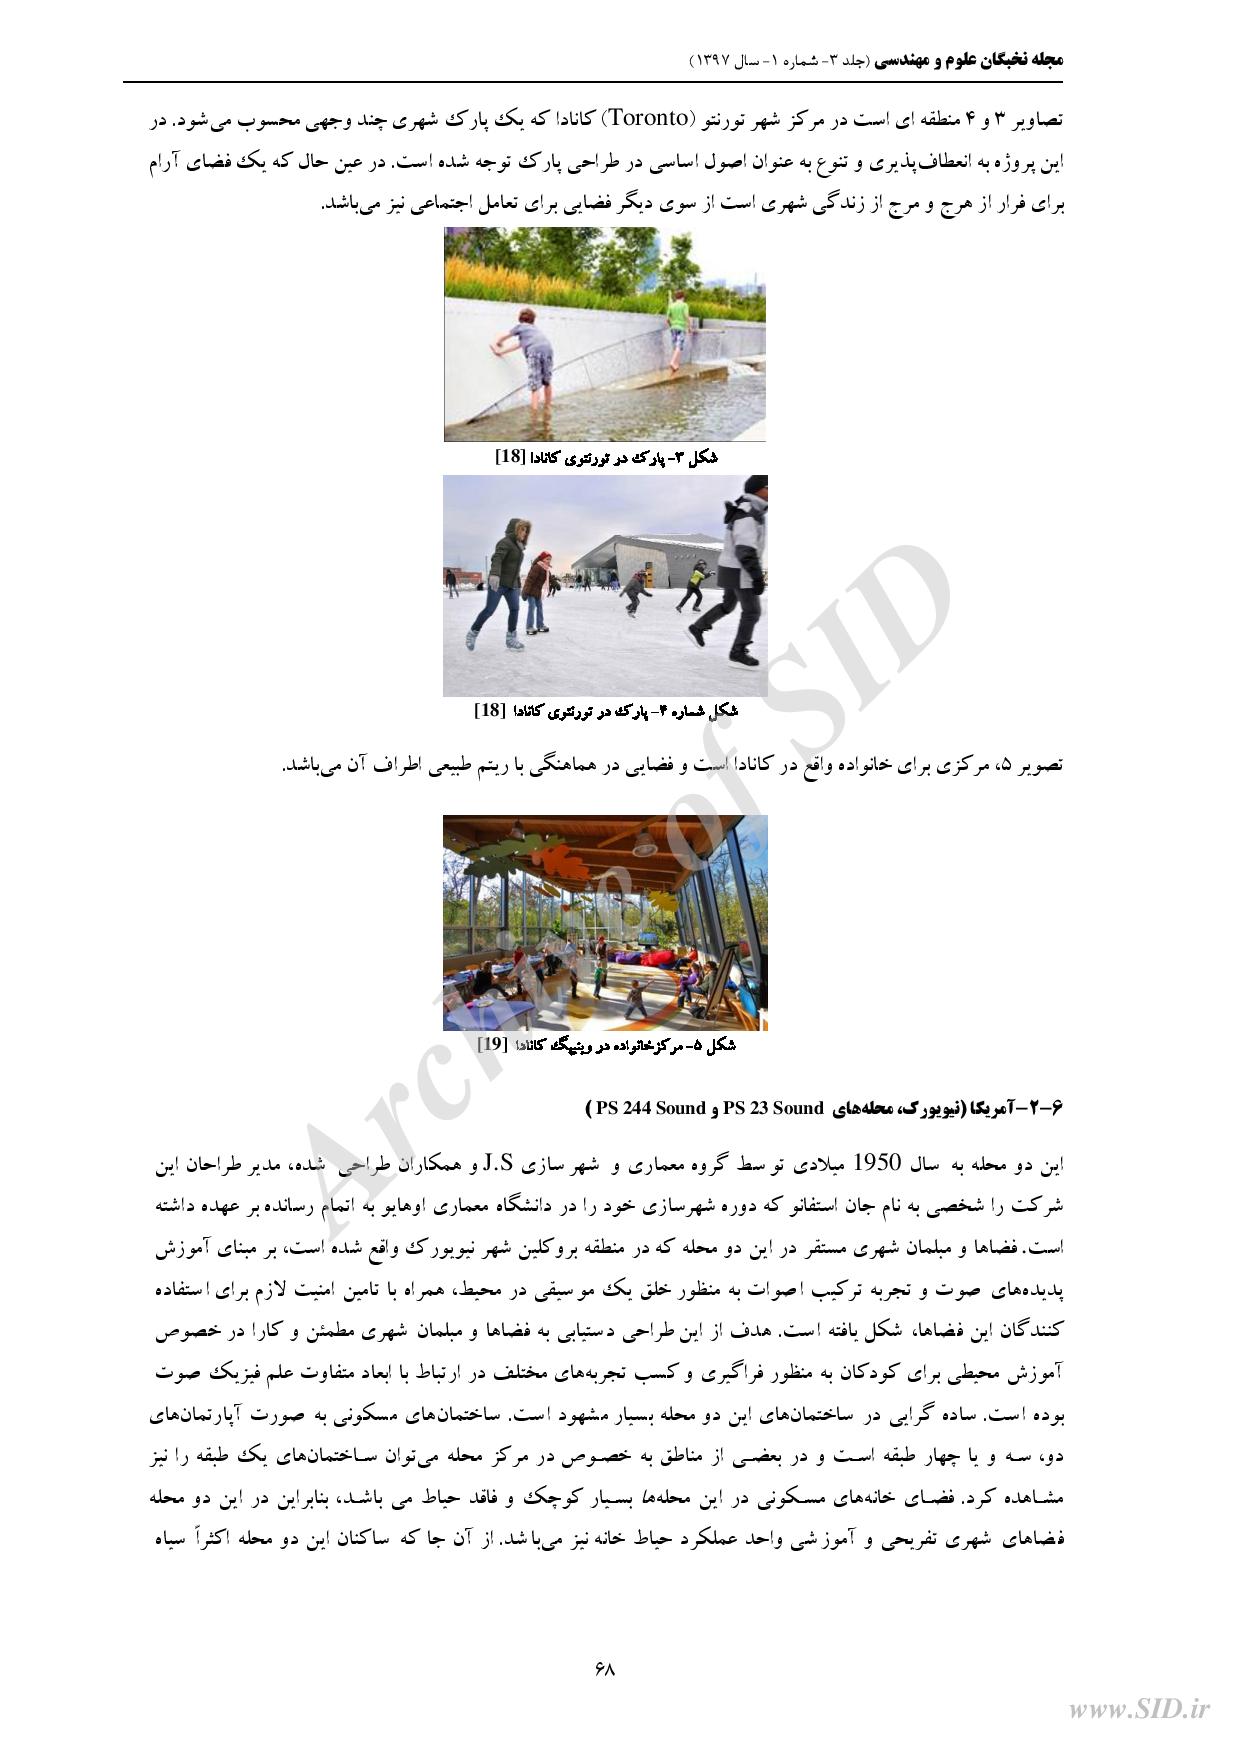 مجله نخبگان علوم و مهندسی (جلد ۳- شماره ۱- سال ۱۳۹۷)
تصاویر ۳ و ۴ منطقه ای است در مرکز شهر تورنتو (Toronto) کانادا که یک پارک شهری چند وجهی محسوب می‌شود. در
این پروژه به انعطاف‌پذیری و تنوع به عنوان اصول اساسی در طراحی پارک توجه شده است. در عین حال که یک فضای آرام
برای فرار از هرج و مرج از زندگی شهری است از سوی دیگر فضایی برای تعامل اجتماعی نیز می‌باشد.
شکل ۳- پارک در تورنتوی کانادا [18]
شکل شماره ۴- پارک در تورنتوی کانادا [18]
تصویر ۵، مرکزی برای خانواده واقع در کانادا است و فضایی در هماهنگی با ریتم طبیعی اطراف آن می‌باشد.
شکل ۵- مرکزخانواده در وینیپگ کانادا [19]
۶-۲-آمریکا (نیویورک، محله‌های PS 23 Sound و PS 244 Sound )
این دو محله به سال 1950 میلادی تو سط گروه معماری و شهر سازی J.S و همکاران طراحی شده، مدیر طراحان این
شرکت را شخصی به نام جان استفانو که دوره شهرسازی خود را در دانشگاه معماری اوهایو به اتمام رسانده بر عهده داشته
است. فضاها و مبلمان شهری مستقر در این دو محله که در منطقه بروکلین شهر نیویورک واقع شده است، بر مبنای آموزش
پدیده‌های صوت و تجربه ترکیب اصوات به منظور خلق یک موسیقی در محیط، همراه با تامین امنیت لازم برای استفاده
کنندگان این فضاها، شکل یافته است. هدف از این طراحی دستیابی به فضاها و مبلمان شهری مطمئن و کارا در خصوص
آموزش محیطی برای کودکان به منظور فراگیری و کسب تجربه‌های مختلف در ارتباط با ابعاد متفاوت علم فیزیک صوت
بوده است. ساده گرایی در ساختمان‌های این دو محله بسیار مشهود است. ساختمان‌های مسکونی به صورت آپارتمان‌های
دو، سه و یا چهار طبقه است و در بعضی از مناطق به خصوص در مرکز محله می‌توان ساختمان‌های یک طبقه را نیز
مشاهده کرد. فضای خانه‌های مسکونی در این محله‌ها بسیار کوچک و فاقد حیاط می باشد، بنابراین در این دو محله
فضاهای شهری تفریحی و آموزشی واحد عملکرد حیاط خانه نیز می‌باشد. از آن جا که ساکنان این دو محله اکثراً سیاه
۶۸
Archive of SID
www.SID.ir